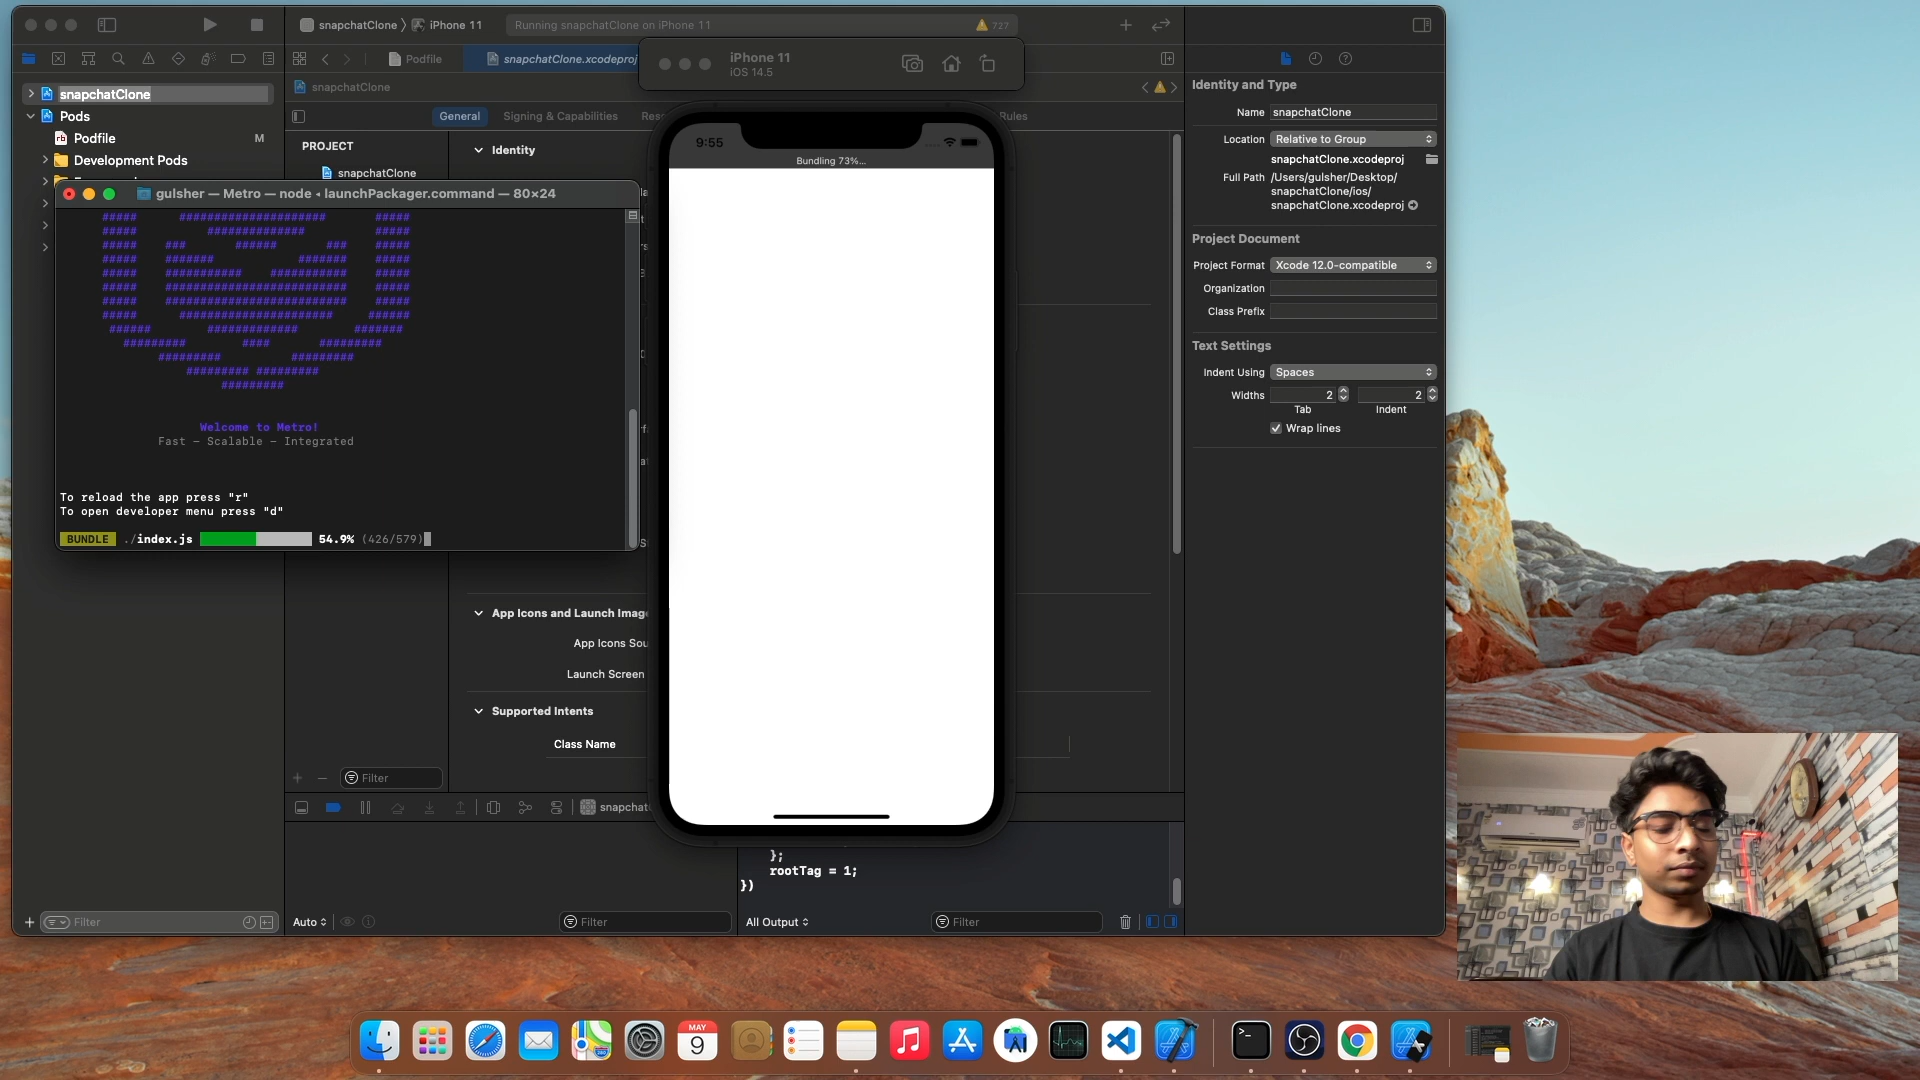 snapchatClone
iPhone 11
Running snapchatClone on iPhone 11
727
Podfile
snapchatClone.xcodeproj
iPhone 11
iOS 14.5
snapchatClone
snapchatClone
Pods
Podfile
M
Development Pods
General
Signing & Capabilities
Rules
PROJECT
snapchatClone
Identity
9:55
Bundling 73%...
gulsher — Metro — node ◂ launchPackager.command — 80×24
##### ##################### #####
##### ############## #####
##### ### ###### ### #####
##### ####### ####### #####
##### ########### ########### #####
##### ########################## #####
##### ########################## #####
##### ###################### ######
###### ############# #######
######### #### #########
######### #########
######### #########
#########
Welcome to Metro!
Fast - Scalable - Integrated
To reload the app press "r"
To open developer menu press "d"
BUNDLE ./index.js 54.9% (426/579)
App Icons and Launch Image
App Icons Sou
Launch Screen
Supported Intents
Class Name
Filter
snapchat
};
rootTag = 1;
})
Filter
Auto
Filter
All Output
Filter
Identity and Type
Name snapchatClone
Location Relative to Group
snapchatClone.xcodeproj
Full Path /Users/gulsher/Desktop/
snapchatClone/ios/
snapchatClone.xcodeproj
Project Document
Project Format Xcode 12.0-compatible
Organization
Class Prefix
Text Settings
Indent Using Spaces
Widths 2 2
Tab Indent
Wrap lines
MAY
9